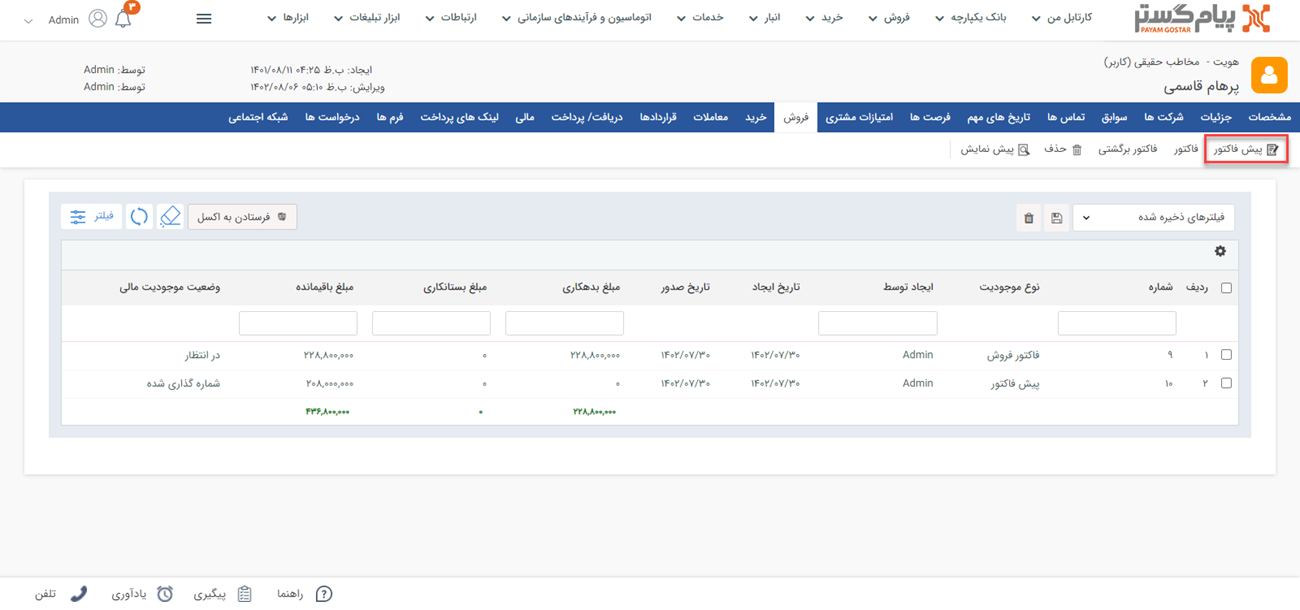 پیام گستر کارتابل من بانک یکپارچه فروش خرید انبار خدمات ارتباطات اتوماسیون و فرآیندهای سازمانی ابزار تبلیغات ابزارها ۳ Admin
PAYAM GOSTAR
هویت - مخاطب حقیقی (کاربر)
پرهام قاسمی
ایجاد: ب.ظ ۰۴:۲۵ ۱۴۰۱/۰۸/۱۱ توسط: Admin
ویرایش: ب.ظ ۰۵:۱۰ ۱۴۰۲/۰۸/۰۶ توسط: Admin
مشخصات جزئیات شرکت ها سوابق تماس ها تاریخ های مهم فرصت ها امتیازات مشتری فروش خرید معاملات قراردادها دریافت/ پرداخت مالی لینک های پرداخت فرم ها درخواست ها شبکه اجتماعی
پیش فاکتور فاکتور فاکتور برگشتی حذف پیش نمایش
فیلترهای ذخیره شده فرستادن به اکسل فیلتر
ردیف شماره نوع موجودیت ایجاد توسط تاریخ ایجاد تاریخ صدور مبلغ بدهکاری مبلغ بستانکاری مبلغ باقیمانده وضعیت موجودیت مالی
۱ ۹ فاکتور فروش Admin ۱۴۰۲/۰۷/۳۰ ۱۴۰۲/۰۷/۳۰ ۲۲۸,۸۰۰,۰۰۰ ۰ ۲۲۸,۸۰۰,۰۰۰ در انتظار
۲ ۱۰ پیش فاکتور Admin ۱۴۰۲/۰۷/۳۰ ۱۴۰۲/۰۷/۳۰ ۰ ۰ ۲۰۸,۰۰۰,۰۰۰ شماره گذاری شده
۲۲۸,۸۰۰,۰۰۰ ۰ ۴۳۶,۸۰۰,۰۰۰
راهنما پیگیری یادآوری تلفن